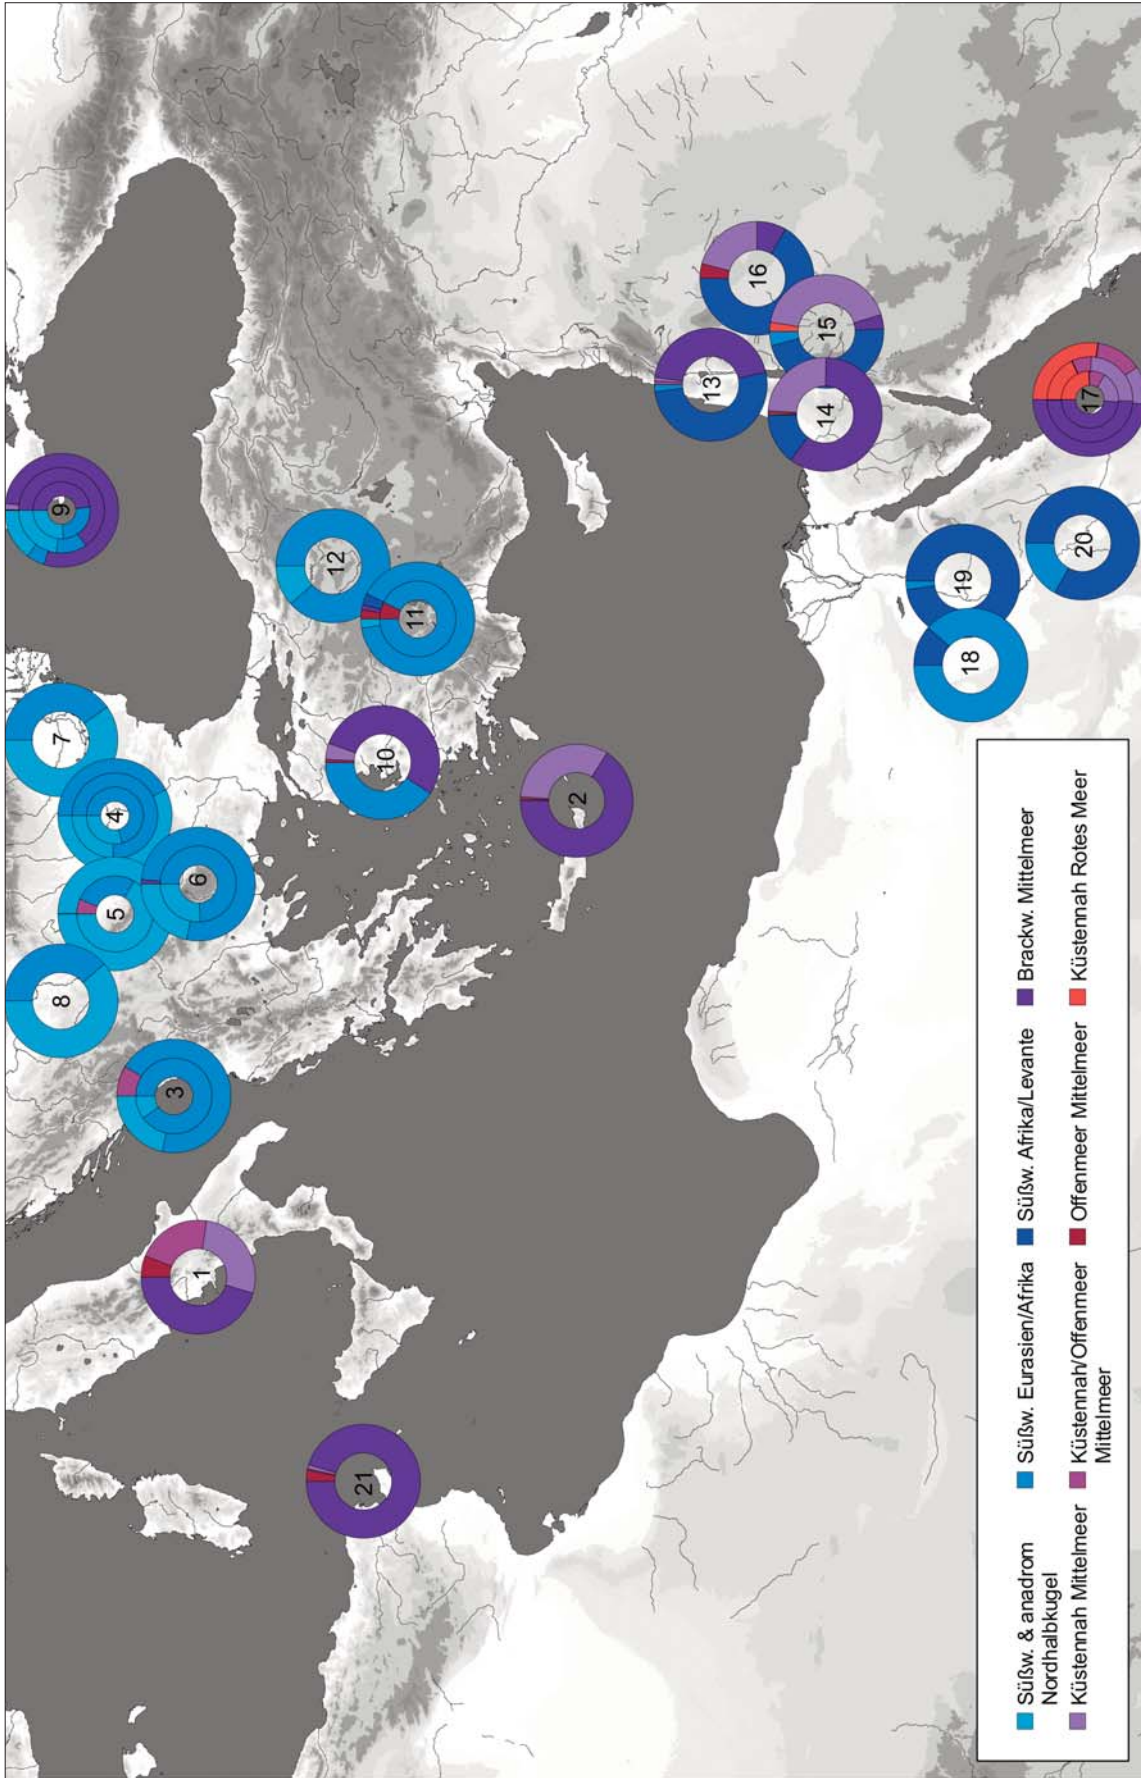 9
7
4
5
6
8
3
1
21
12
11
10
2
13
16
15
14
17
19
18
20
Süßw. & anadrom
Nordhalbkugel
Süßw. Eurasien/Afrika
Süßw. Afrika/Levante
Brackw. Mittelmeer
Küstennah Mittelmeer
Küstennah/Offenmeer
Mittelmeer
Offenmeer Mittelmeer
Küstennah Rotes Meer